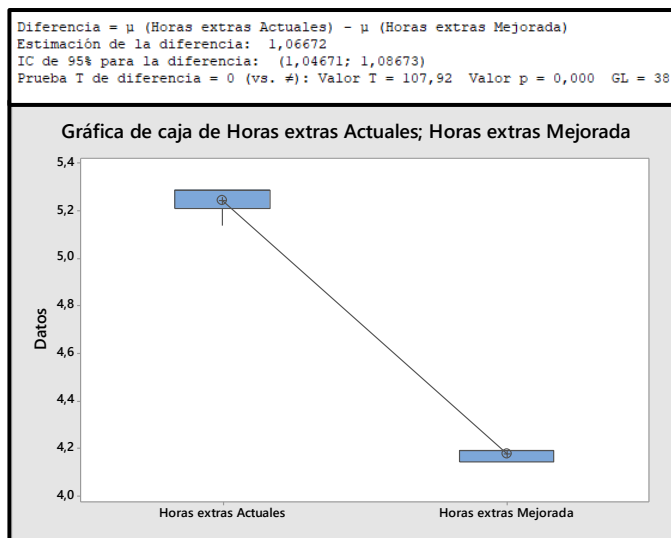 Diferencia = μ (Horas extras Actuales) - μ (Horas extras Mejorada)
Estimación de la diferencia: 1,06672
IC de 95% para la diferencia: (1,04671; 1,08673)
Prueba T de diferencia = 0 (vs. ≠): Valor T = 107,92 Valor p = 0,000 GL = 38
Gráfica de caja de Horas extras Actuales; Horas extras Mejorada
5,4
5,2
5,0
4,8
4,6
4,4
4,2
4,0
Datos
Horas extras Actuales
Horas extras Mejorada